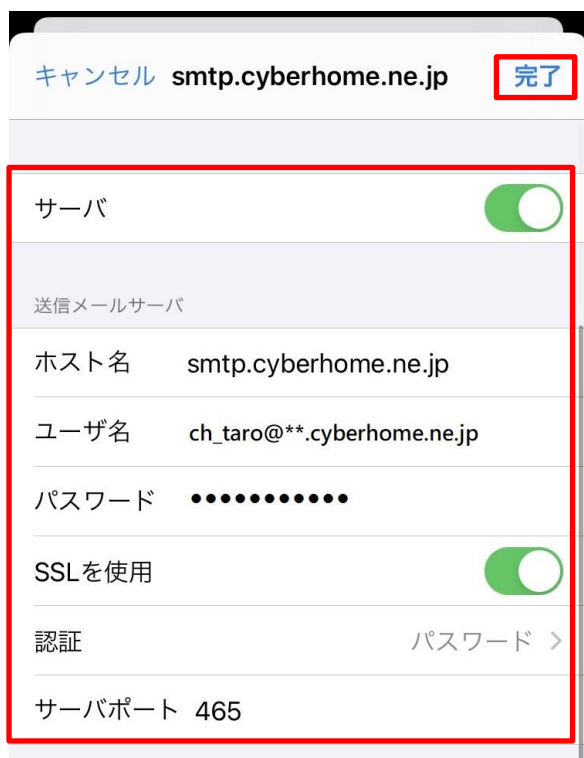 キャンセル smtp.cyberhome.ne.jp 完了
サーバ
送信メールサーバ
ホスト名 smtp.cyberhome.ne.jp
ユーザ名 ch_taro@**.cyberhome.ne.jp
パスワード ●●●●●●●●●●●
SSLを使用
認証 パスワード >
サーバポート 465